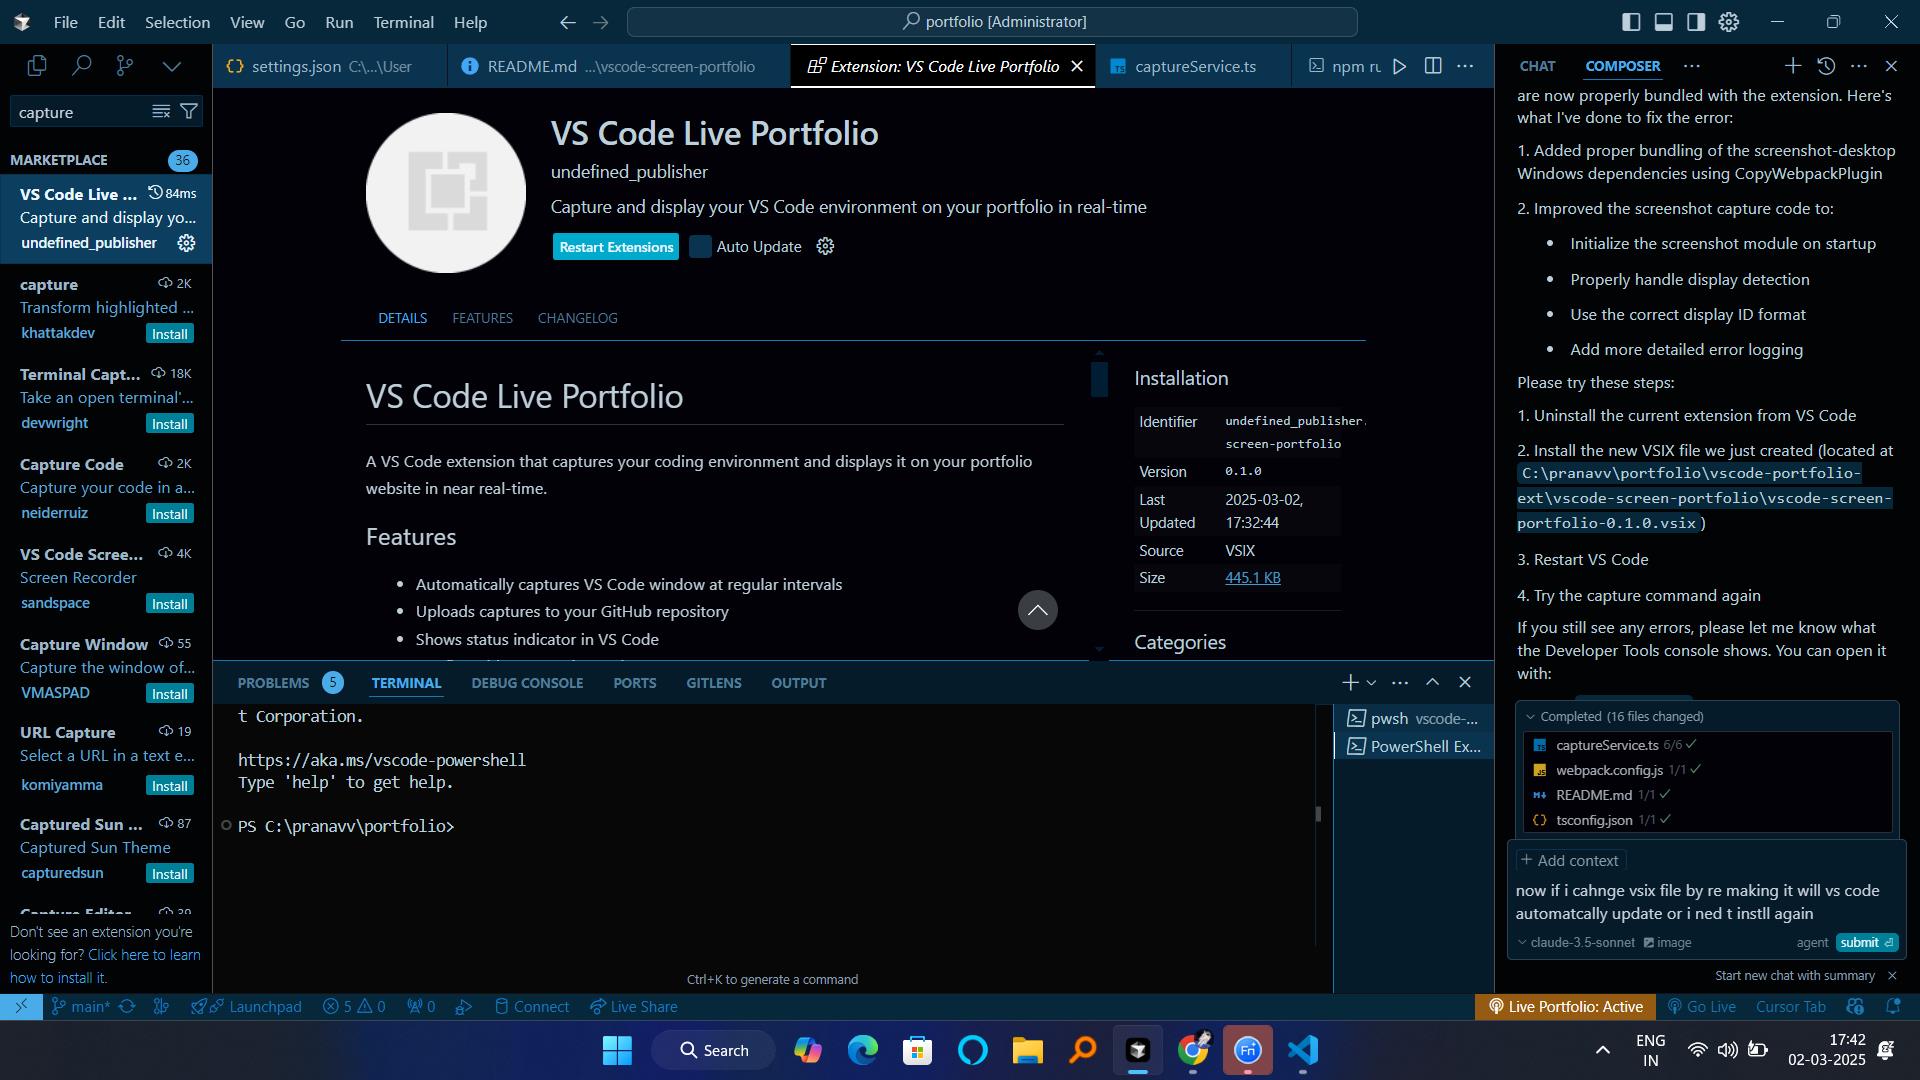 File Edit Selection View Go Run Terminal Help
portfolio [Administrator]
capture
MARKETPLACE 36
VS Code Live ... 84ms
Capture and display yo...
undefined_publisher
capture 2K
Transform highlighted ...
khattakdev Install
Terminal Capt... 18K
Take an open terminal'...
devwright Install
Capture Code 2K
Capture your code in a...
neiderruiz Install
VS Code Scree... 4K
Screen Recorder
sandspace Install
Capture Window 55
Capture the window of...
VMASPAD Install
URL Capture 19
Select a URL in a text e...
komiyamma Install
Captured Sun ... 87
Captured Sun Theme
capturedsun Install
Capture Editor 39
Don't see an extension you're
looking for? Click here to learn
how to install it.
settings.json C:\...\User
README.md ...\vscode-screen-portfolio
Extension: VS Code Live Portfolio
captureService.ts
npm ru
VS Code Live Portfolio
undefined_publisher
Capture and display your VS Code environment on your portfolio in real-time
Restart Extensions Auto Update
DETAILS FEATURES CHANGELOG
VS Code Live Portfolio
A VS Code extension that captures your coding environment and displays it on your portfolio
website in near real-time.
Features
• Automatically captures VS Code window at regular intervals
• Uploads captures to your GitHub repository
• Shows status indicator in VS Code
Installation
Identifier undefined_publisher.
screen-portfolio
Version 0.1.0
Last 2025-03-02,
Updated 17:32:44
Source VSIX
Size 445.1 KB
Categories
PROBLEMS 5 TERMINAL DEBUG CONSOLE PORTS GITLENS OUTPUT
t Corporation.
https://aka.ms/vscode-powershell
Type 'help' to get help.
PS C:\pranavv\portfolio>
Ctrl+K to generate a command
pwsh vscode-...
PowerShell Ex...
CHAT COMPOSER
are now properly bundled with the extension. Here's
what I've done to fix the error:
1. Added proper bundling of the screenshot-desktop
Windows dependencies using CopyWebpackPlugin
2. Improved the screenshot capture code to:
• Initialize the screenshot module on startup
• Properly handle display detection
• Use the correct display ID format
• Add more detailed error logging
Please try these steps:
1. Uninstall the current extension from VS Code
2. Install the new VSIX file we just created (located at
C:\pranavv\portfolio\vscode-portfolio-
ext\vscode-screen-portfolio\vscode-screen-
portfolio-0.1.0.vsix)
3. Restart VS Code
4. Try the capture command again
If you still see any errors, please let me know what
the Developer Tools console shows. You can open it
with:
Completed (16 files changed)
captureService.ts 6/6
webpack.config.js 1/1
README.md 1/1
tsconfig.json 1/1
+ Add context
now if i cahnge vsix file by re making it will vs code
automatcally update or i ned t instll again
claude-3.5-sonnet image agent submit
Start new chat with summary
main* Launchpad 5 0 0 Connect Live Share
Live Portfolio: Active Go Live Cursor Tab
Search
ENG
IN
17:42
02-03-2025